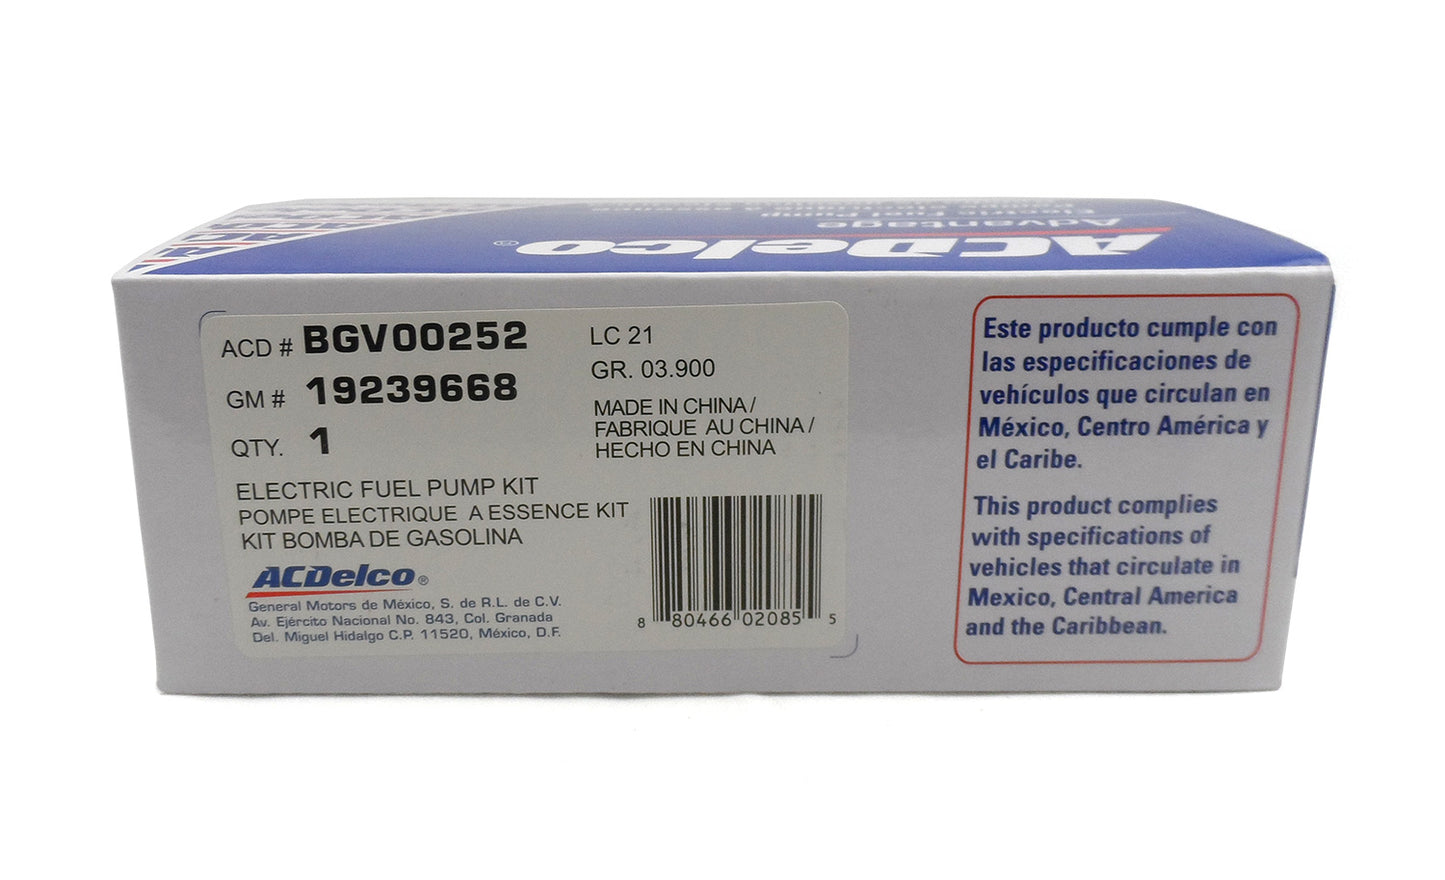 ACDelco®
Advantage
Electric Fuel Pump
ACD # BGV00252
GM # 19239668
QTY. 1
LC 21
GR. 03.900
MADE IN CHINA /
FABRIQUE AU CHINA /
HECHO EN CHINA
ELECTRIC FUEL PUMP KIT
POMPE ELECTRIQUE A ESSENCE KIT
KIT BOMBA DE GASOLINA
ACDelco®
General Motors de México, S. de R.L. de C.V.
Av. Ejército Nacional No. 843, Col. Granada
Del. Miguel Hidalgo C.P. 11520, México, D.F.
8 80466 02085 5
Este producto cumple con
las especificaciones de
vehículos que circulan en
México, Centro América y
el Caribe.
This product complies
with specifications of
vehicles that circulate in
Mexico, Central America
and the Caribbean.